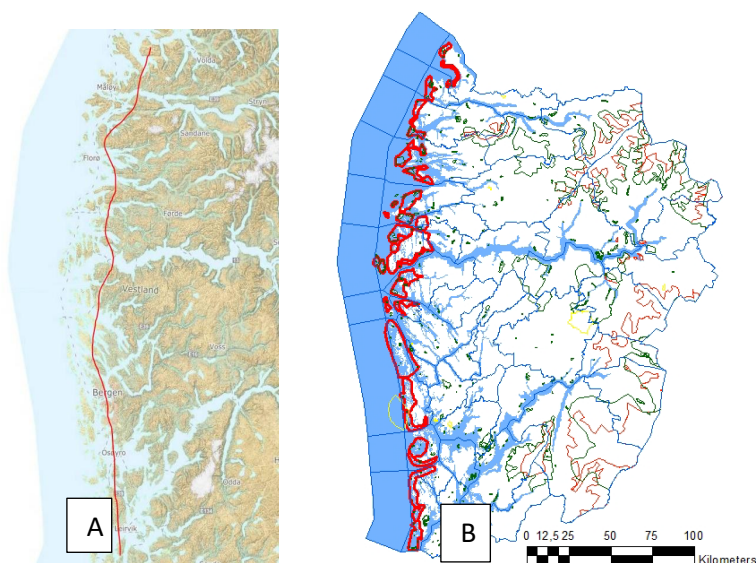 Volda
Måløy
Stryn
Sandane
Florø
Førde
Vestland
Voss
Bergen
Osøyro
Odda
Leirvik
A
B
0 12,5 25 50 75 100
Kilometers